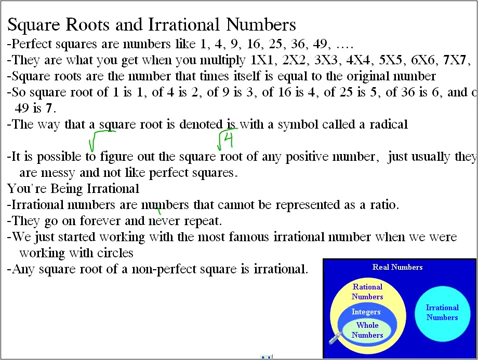 Square Roots and Irrational Numbers
-Perfect squares are numbers like 1, 4, 9, 16, 25, 36, 49, ….
-They are what you get when you multiply 1X1, 2X2, 3X3, 4X4, 5X5, 6X6, 7X7,
-Square roots are the number that times itself is equal to the original number
-So square root of 1 is 1, of 4 is 2, of 9 is 3, of 16 is 4, of 25 is 5, of 36 is 6, and o
49 is 7.
-The way that a square root is denoted is with a symbol called a radical
√ √4
-It is possible to figure out the square root of any positive number, just usually they
are messy and not like perfect squares.
You're Being Irrational
-Irrational numbers are numbers that cannot be represented as a ratio.
-They go on forever and never repeat.
-We just started working with the most famous irrational number when we were
working with circles
-Any square root of a non-perfect square is irrational.
Real Numbers
Rational
Numbers
Integers
Whole
Numbers
Irrational
Numbers